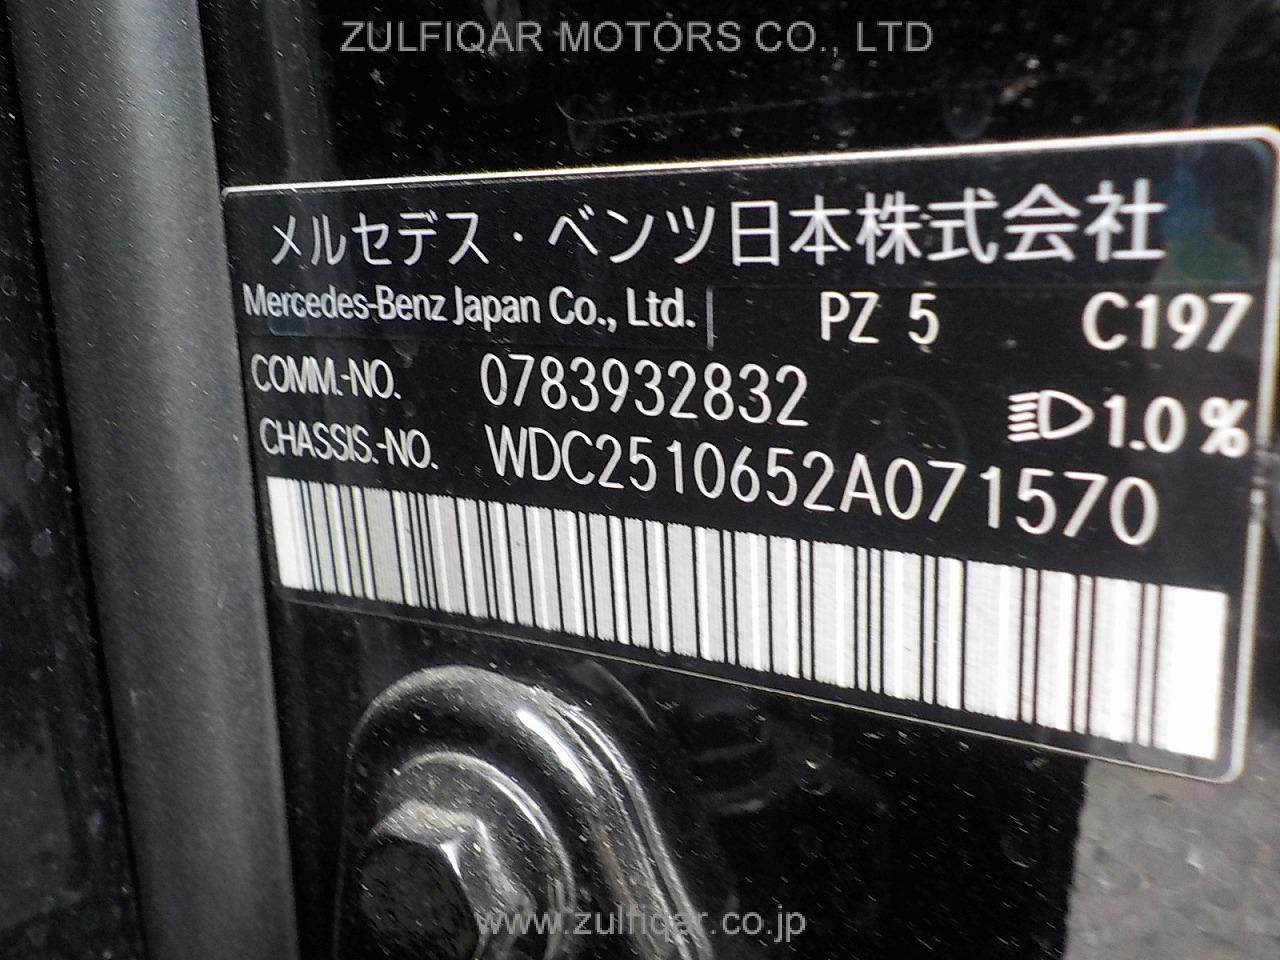 ZULFIQAR MOTORS CO., LTD
メルセデス・ベンツ日本株式会社
Mercedes-Benz Japan Co., Ltd. PZ 5 C197
COMM.-NO. 0783932832 1.0 %
CHASSIS.-NO. WDC2510652A071570
www.zulfiqar.co.jp